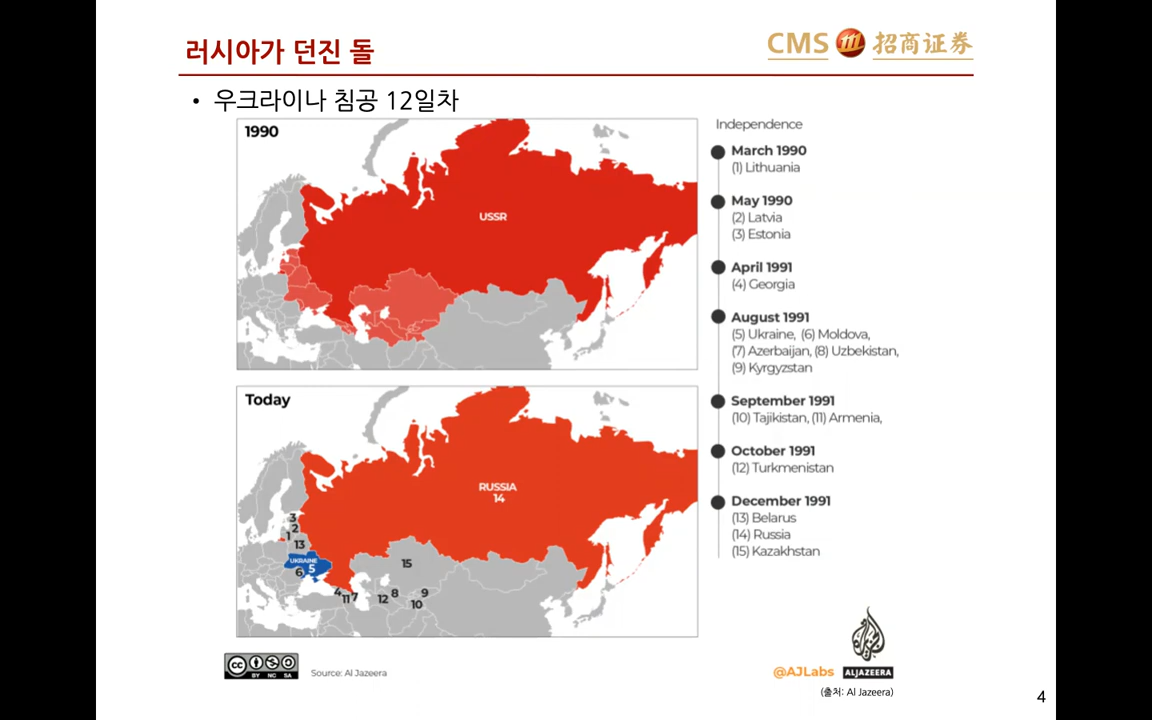 러시아가 던진 돌
CMS 招商证券
• 우크라이나 침공 12일차
1990
USSR
Independence
March 1990
(1) Lithuania
May 1990
(2) Latvia
(3) Estonia
April 1991
(4) Georgia
August 1991
(5) Ukraine, (6) Moldova,
(7) Azerbaijan, (8) Uzbekistan,
(9) Kyrgyzstan
September 1991
(10) Tajikistan, (11) Armenia,
October 1991
(12) Turkmenistan
December 1991
(13) Belarus
(14) Russia
(15) Kazakhstan
Today
RUSSIA
14
3
2
1
13
UKRAINE
5
6
15
4
11
7
12
8
9
10
CC BY NC SA
Source: Al Jazeera
@AJLabs
ALJAZEERA
(출처: Al Jazeera)
4